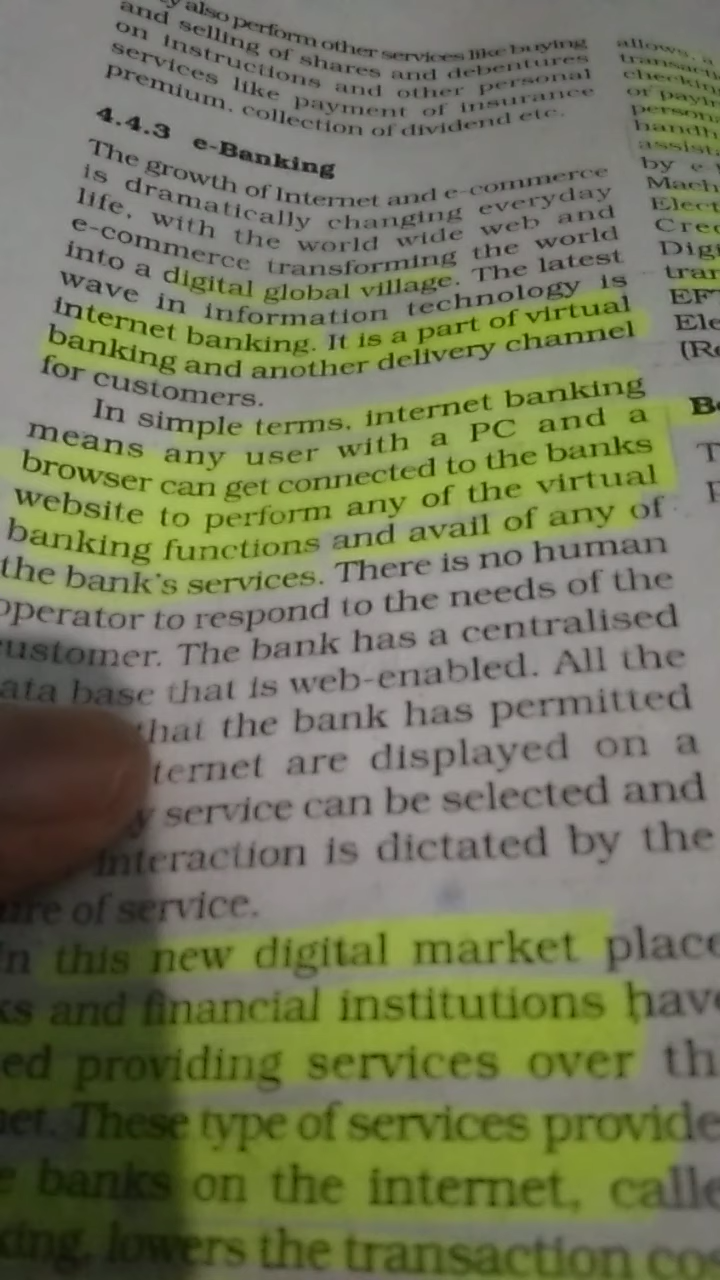 also perform other services like buying
and selling of shares and debentures
on instructions and other personal
services like payment of insurance
premium, collection of dividend etc.
4.4.3 e-Banking
The growth of Internet and e-commerce
is dramatically changing everyday
life, with the world wide web and
e-commerce transforming the world
into a digital global village. The latest
wave in information technology is
internet banking. It is a part of virtual
banking and another delivery channel
for customers.
In simple terms, internet banking
means any user with a PC and a
browser can get connected to the banks
website to perform any of the virtual
banking functions and avail of any of
the bank's services. There is no human
operator to respond to the needs of the
customer. The bank has a centralised
base that is web-enabled. All the
that the bank has permitted
are displayed on a
service can be selected and
interaction is dictated by the
of service.
In this new digital market place
and financial institutions have
providing services over
These type of services provide
banks on the internet,
lowers the transaction
allows, a
of
by e